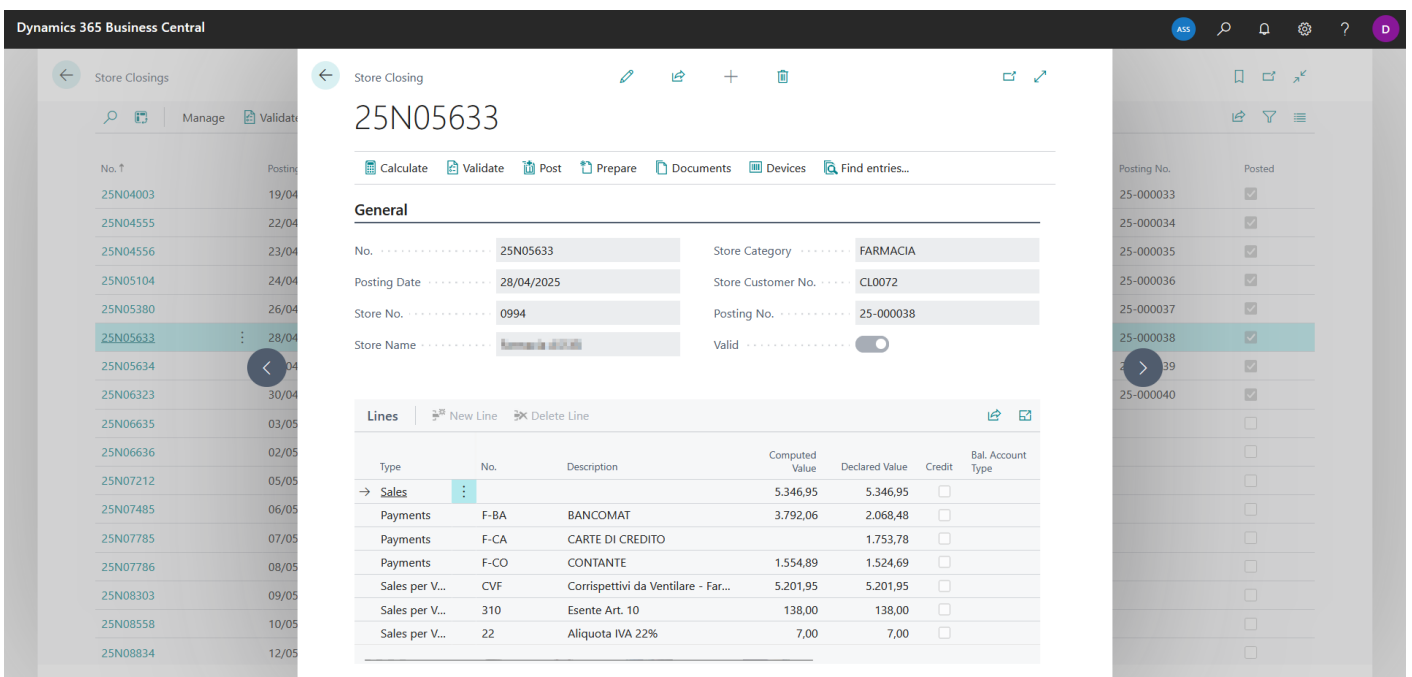 Dynamics 365 Business Central
ASS
?
D
Store Closings
Manage
Validat
No. ↑
Posting
25N04003 19/04
25N04555 22/04
25N04556 23/04
25N05104 24/04
25N05380 26/04
25N05633 28/04
25N05634 04
25N06323 30/04
25N06635 03/05
25N06636 02/05
25N07212 05/05
25N07485 06/05
25N07785 07/05
25N07786 08/05
25N08303 09/05
25N08558 10/05
25N08834 12/05
Store Closing
25N05633
Calculate Validate Post Prepare Documents Devices Find entries...
General
No. 25N05633 Store Category FARMACIA
Posting Date 28/04/2025 Store Customer No. CL0072
Store No. 0994 Posting No. 25-000038
Store Name Valid
Lines New Line Delete Line
Type No. Description Computed Value Declared Value Credit Bal. Account Type
Sales 5.346,95 5.346,95
Payments F-BA BANCOMAT 3.792,06 2.068,48
Payments F-CA CARTE DI CREDITO 1.753,78
Payments F-CO CONTANTE 1.554,89 1.524,69
Sales per V... CVF Corrispettivi da Ventilare - Far... 5.201,95 5.201,95
Sales per V... 310 Esente Art. 10 138,00 138,00
Sales per V... 22 Aliquota IVA 22% 7,00 7,00
Posting No. Posted
25-000033
25-000034
25-000035
25-000036
25-000037
25-000038
39
25-000040